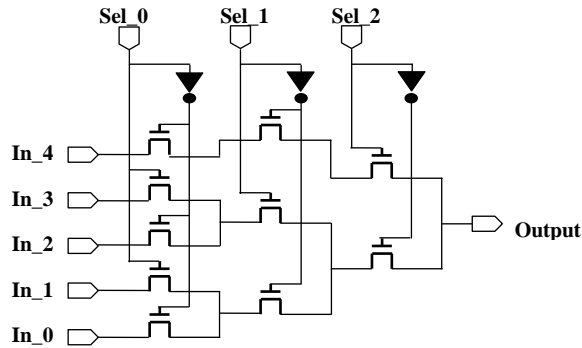 Sel_0 Sel_1 Sel_2
In_4
In_3
In_2
Output
In_1
In_0